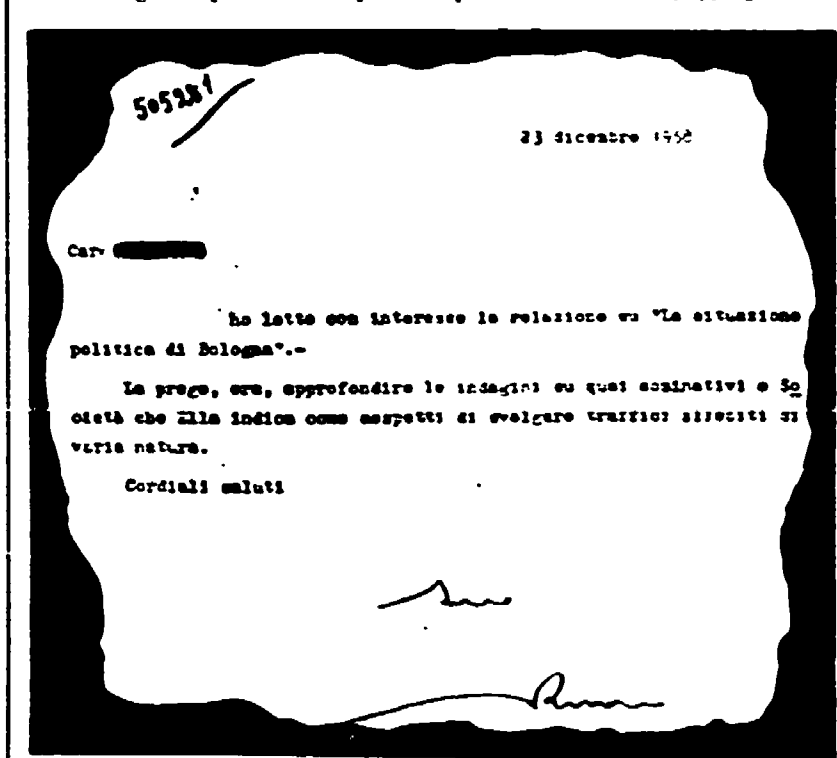 505281
23 dicembre 1968
Caro
ho letto con interesse la relazione su "La situazione
politica di Bologna".-
La prego, ora, approfondire le indagini su quei nominativi e So
cietà che Ella indica come sospetti di svolgere traffici illeciti di
varia natura.
Cordiali saluti